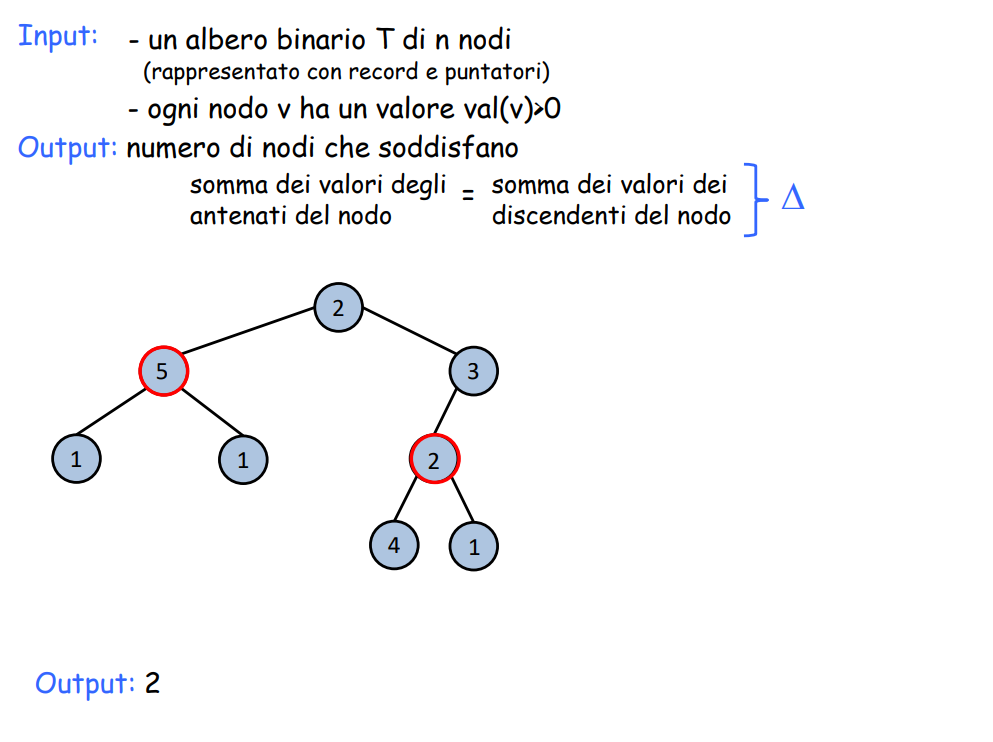 Input: - un albero binario T di n nodi
(rappresentato con record e puntatori)
- ogni nodo v ha un valore val(v)>0
Output: numero di nodi che soddisfano
somma dei valori degli = somma dei valori dei
antenati del nodo discendenti del nodo
Δ
2
5 3
1 1 2
4 1
Output: 2